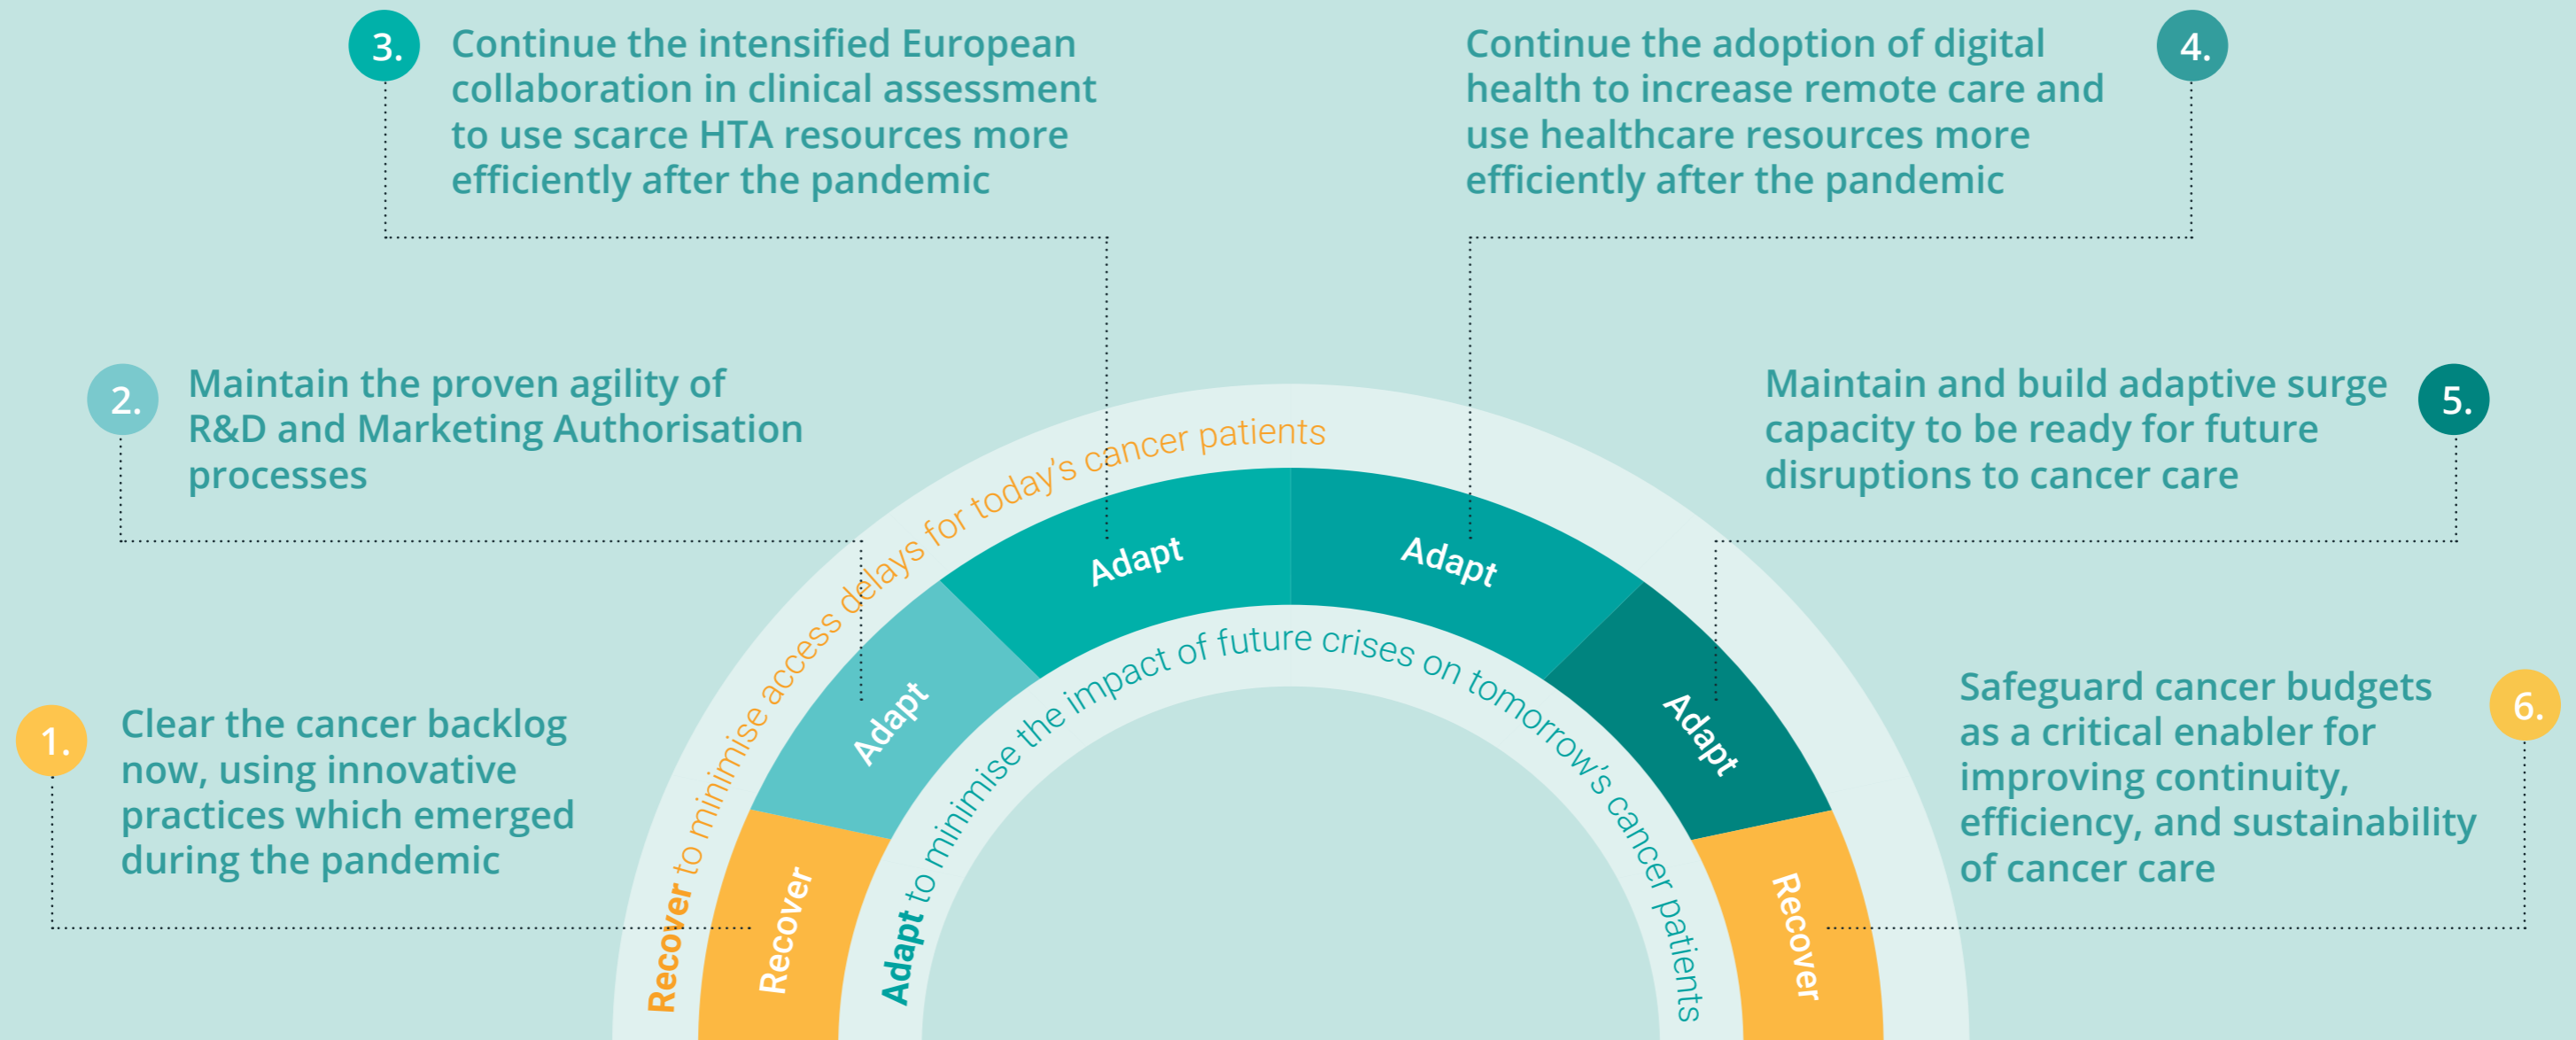 1.
Clear the cancer backlog
now, using innovative
practices which emerged
during the pandemic
2.
Maintain the proven agility of
R&D and Marketing Authorisation
processes
3.
Continue the intensified European
collaboration in clinical assessment
to use scarce HTA resources more
efficiently after the pandemic
4.
Continue the adoption of digital
health to increase remote care and
use healthcare resources more
efficiently after the pandemic
5.
Maintain and build adaptive surge
capacity to be ready for future
disruptions to cancer care
6.
Safeguard cancer budgets
as a critical enabler for
improving continuity,
efficiency, and sustainability
of cancer care
Recover to minimise access delays for today's cancer patients
Recover
Adapt
Adapt
Adapt
Adapt
Recover
Adapt to minimise the impact of future crises on tomorrow's cancer patients